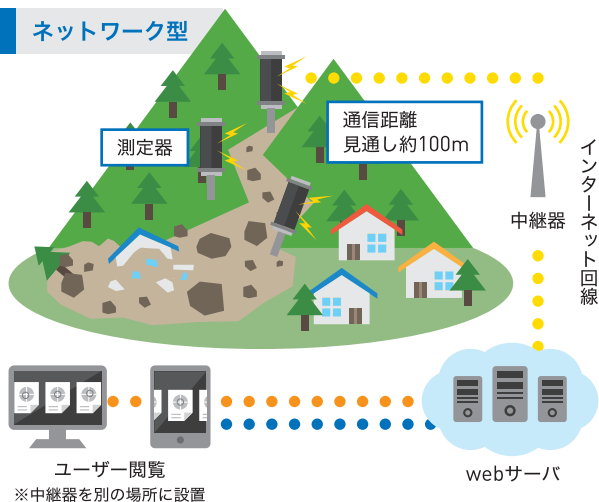 ネットワーク型
通信距離
見通し約100m
測定器
中継器
インターネット回線
webサーバ
ユーザー閲覧
※中継器を別の場所に設置